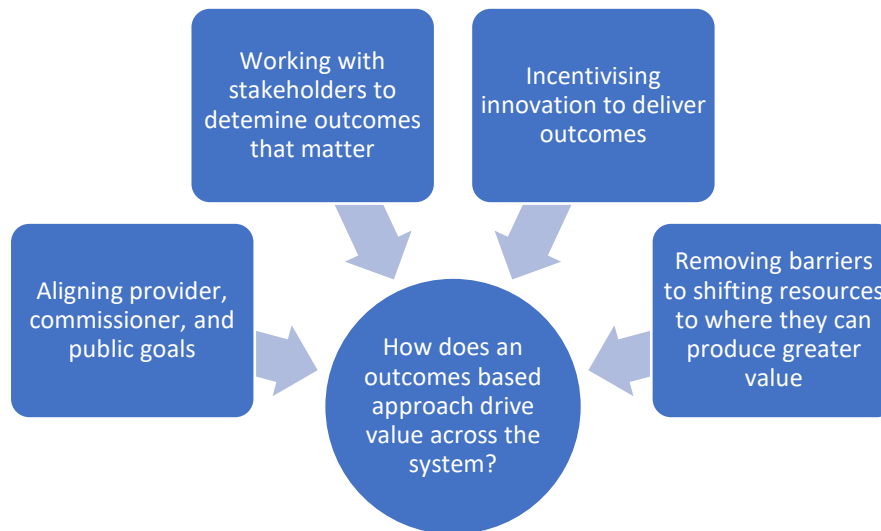 Working with
stakeholders to
detemine outcomes
that matter
Incentivising
innovation to deliver
outcomes
Aligning provider,
commissioner, and
public goals
Removing barriers
to shifting resources
to where they can
produce greater
value
How does an
outcomes based
approach drive
value across the
system?